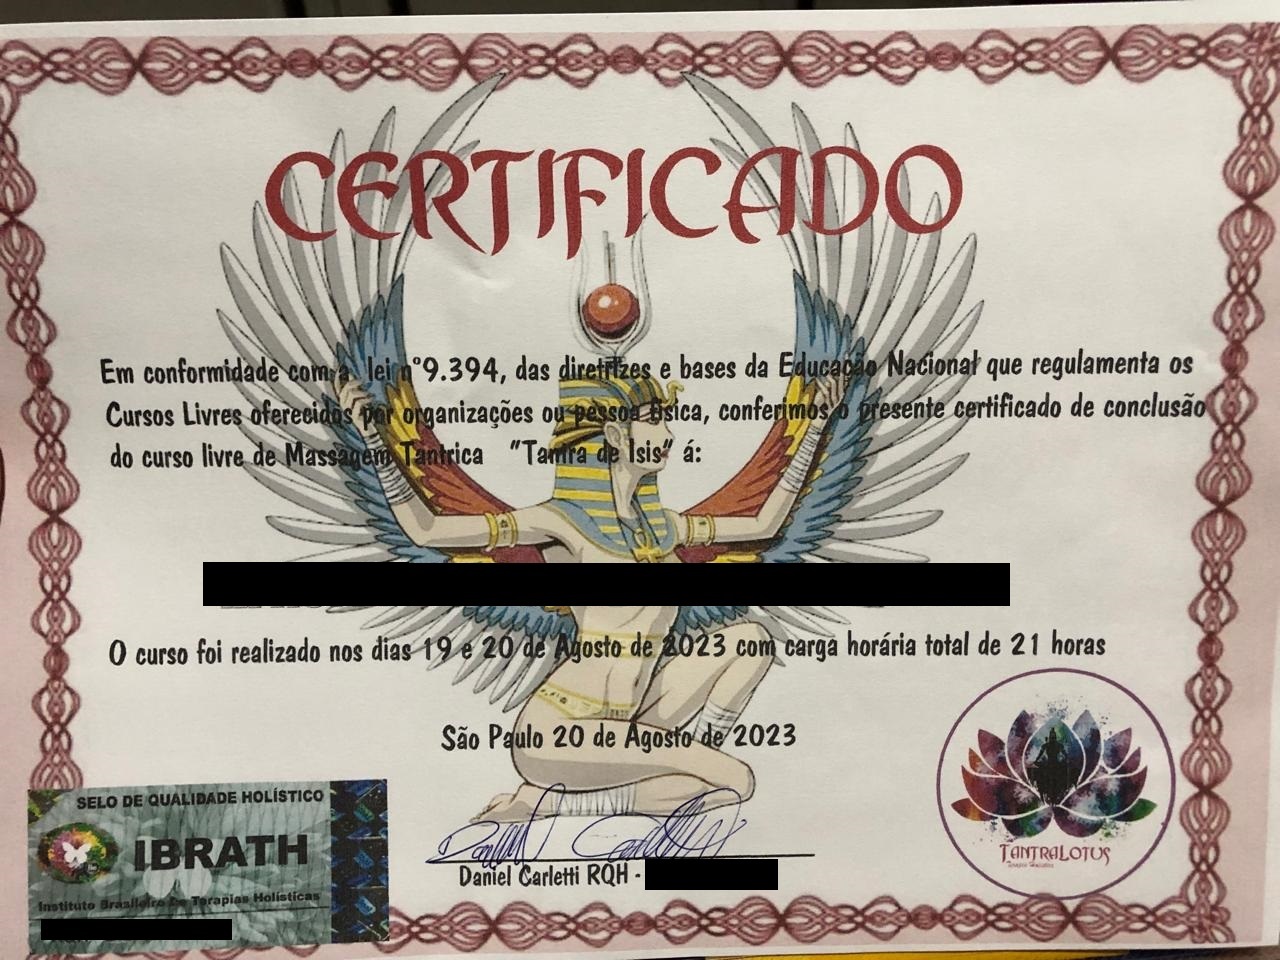 CERTIFICADO
Em conformidade com a lei n°9.394, das diretrizes e bases da Educação Nacional que regulamenta os
Cursos Livres oferecidos por organizações ou pessoa física, conferimos o presente certificado de conclusão
do curso livre de Massagem Tantrica "Tantra de Isis" á:
O curso foi realizado nos dias 19 e 20 de Agosto de 2023 com carga horária total de 21 horas
São Paulo 20 de Agosto de 2023
Daniel Carletti RQH -
SELO DE QUALIDADE HOLÍSTICO
IBRATH
Instituto Brasileiro De Terapias Holísticas
TANTRALOTUS
Terapia Holística